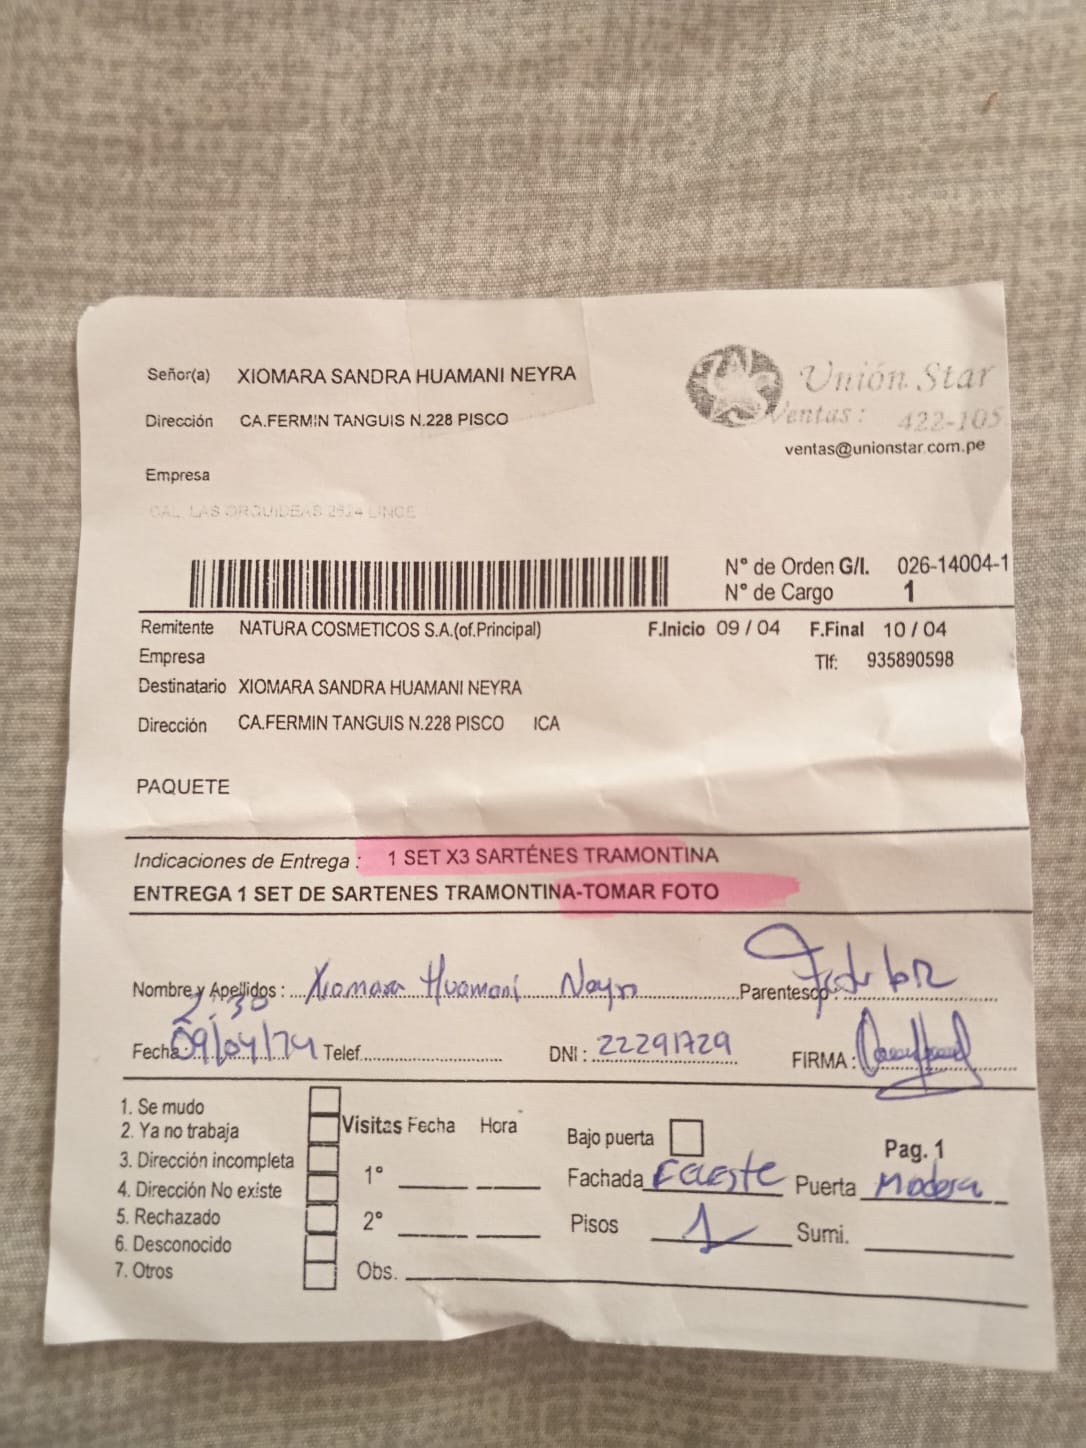 Señor(a) XIOMARA SANDRA HUAMANI NEYRA
Unión Star
Dirección CA.FERMIN TANGUIS N.228 PISCO
Ventas: 422-105
ventas@unionstar.com.pe
Empresa
CAL. LAS ORQUIDEAS 2624 LINCE
N° de Orden G/I. 026-14004-1
N° de Cargo 1
Remitente NATURA COSMETICOS S.A.(of.Principal) F.Inicio 09 / 04 F.Final 10 / 04
Empresa Tlf: 935890598
Destinatario XIOMARA SANDRA HUAMANI NEYRA
Dirección CA.FERMIN TANGUIS N.228 PISCO ICA
PAQUETE
Indicaciones de Entrega : 1 SET X3 SARTÉNES TRAMONTINA
ENTREGA 1 SET DE SARTENES TRAMONTINA-TOMAR FOTO
Nombre y Apellidos : Xiomara Huamani Neyra Parentesco :
2:30
Fecha: 09/04/24 Telef. DNI : 22291729 FIRMA :
1. Se mudo
2. Ya no trabaja Visitas Fecha Hora Bajo puerta Pag. 1
3. Dirección incompleta 1° Fachada Celeste Puerta Madera
4. Dirección No existe
5. Rechazado 2° Pisos 1 Sumi.
6. Desconocido
7. Otros Obs.